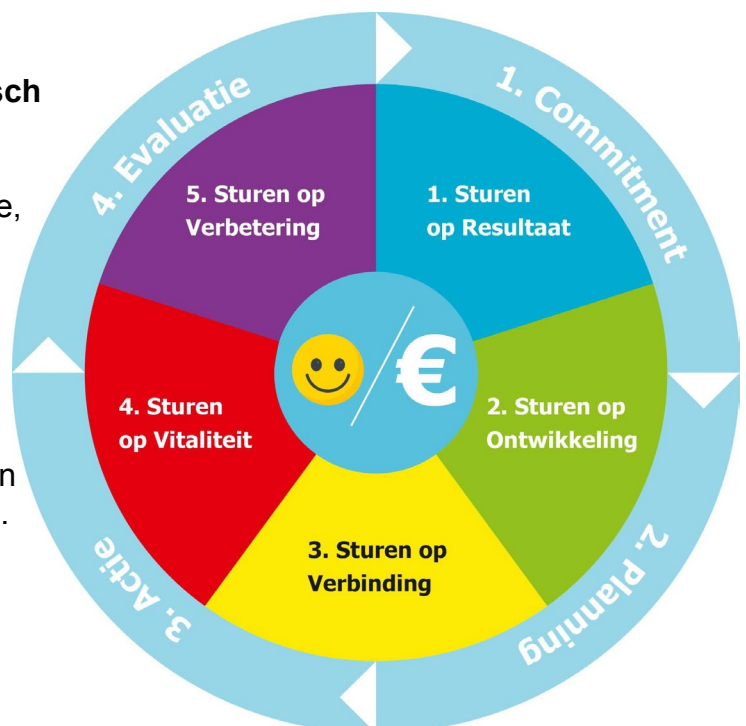 sch
e,
n
.
1. Commitment
2. Planning
3. Actie
4. Evaluatie
1. Sturen
op Resultaat
2. Sturen op
Ontwikkeling
3. Sturen op
Verbinding
4. Sturen
op Vitaliteit
5. Sturen op
Verbetering
€